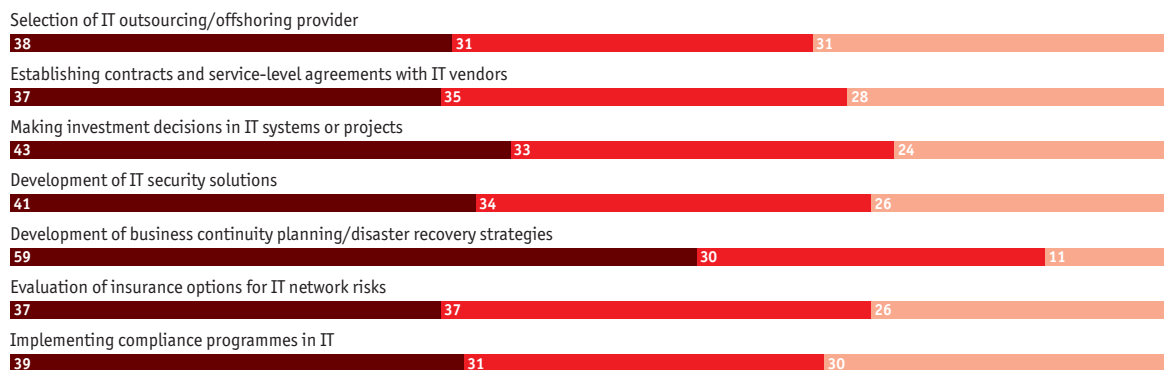 Selection of IT outsourcing/offshoring provider
38 31 31
Establishing contracts and service-level agreements with IT vendors
37 35 28
Making investment decisions in IT systems or projects
43 33 24
Development of IT security solutions
41 34 26
Development of business continuity planning/disaster recovery strategies
59 30 11
Evaluation of insurance options for IT network risks
37 37 26
Implementing compliance programmes in IT
39 31 30